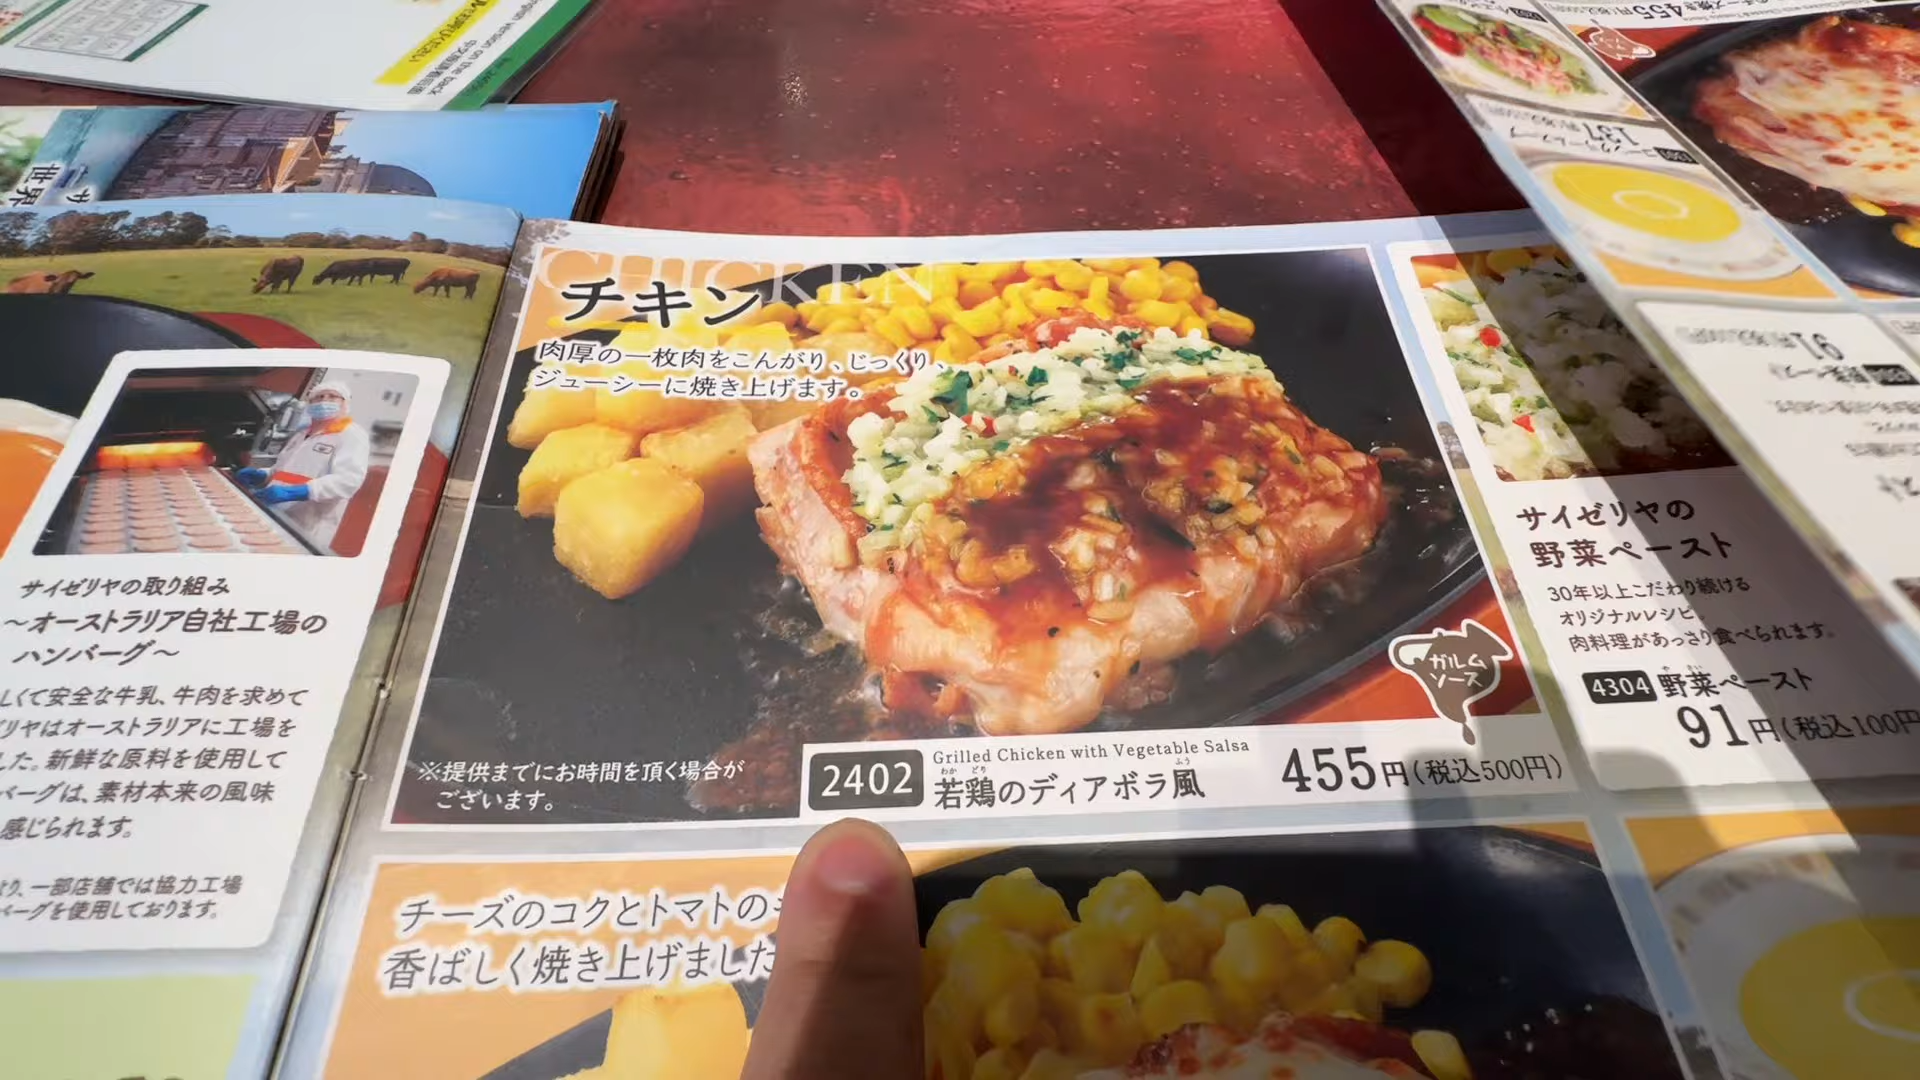 English version on the back
世界
CHICKEN
チキン
肉厚の一枚肉をこんがり、じっくり、
ジューシーに焼き上げます。
※提供までにお時間を頂く場合が
ございます。
2402
Grilled Chicken with Vegetable Salsa
わかどり ふう
若鶏のディアボラ風
455円(税込500円)
ガルム
ソース
サイゼリヤの
野菜ペースト
30年以上こだわり続ける
オリジナルレシピ。
肉料理があっさり食べられます。
やさい
4304 野菜ペースト
91円(税込100円
サイゼリヤの取り組み
~オーストラリア自社工場の
ハンバーグ~
しくて安全な牛乳、牛肉を求めて
リヤはオーストラリアに工場を
した。新鮮な原料を使用して
バーグは、素材本来の風味
感じられます。
より、一部店舗では協力工場
バーグを使用しております。
チーズのコクとトマトの
香ばしく焼き上げました
455
137
91